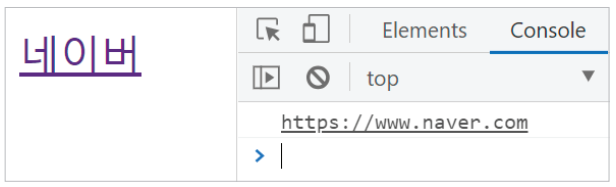 네이버
Elements Console
top
https://www.naver.com